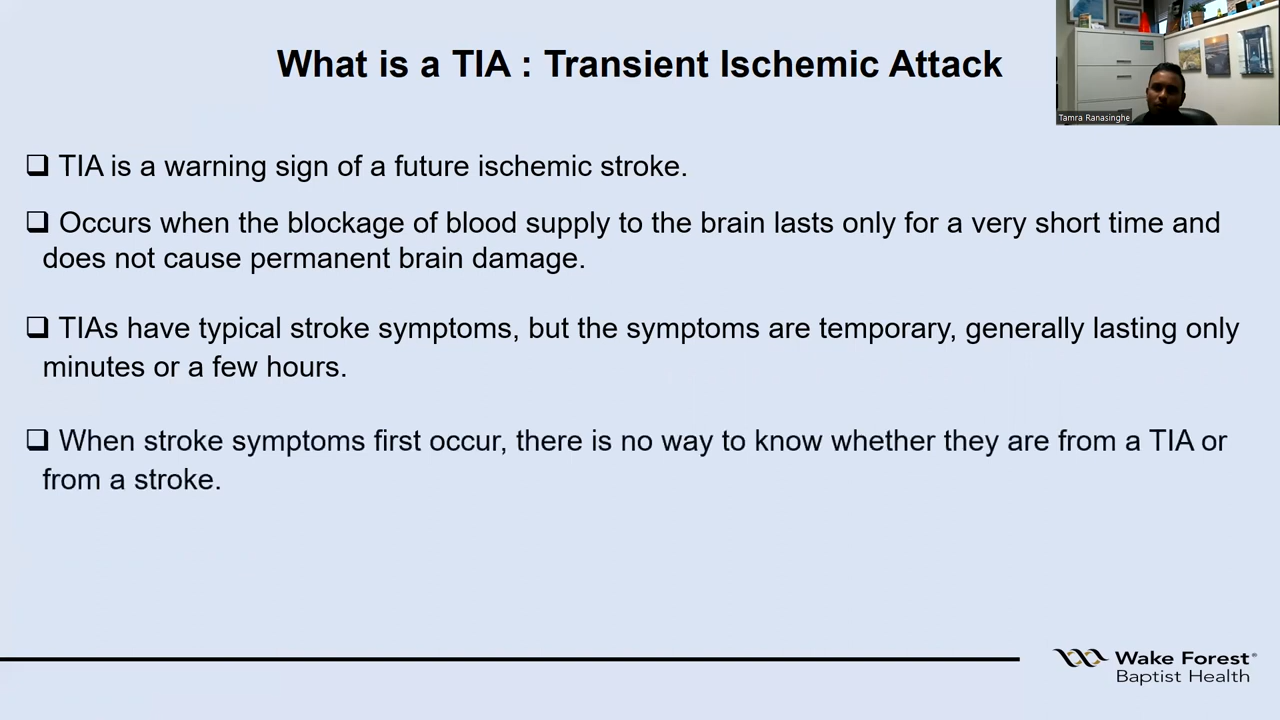 What is a TIA : Transient Ischemic Attack
Tamra Ranasinghe
❑ TIA is a warning sign of a future ischemic stroke.
❑ Occurs when the blockage of blood supply to the brain lasts only for a very short time and
does not cause permanent brain damage.
❑ TIAs have typical stroke symptoms, but the symptoms are temporary, generally lasting only
minutes or a few hours.
❑ When stroke symptoms first occur, there is no way to know whether they are from a TIA or
from a stroke.
Wake Forest®
Baptist Health